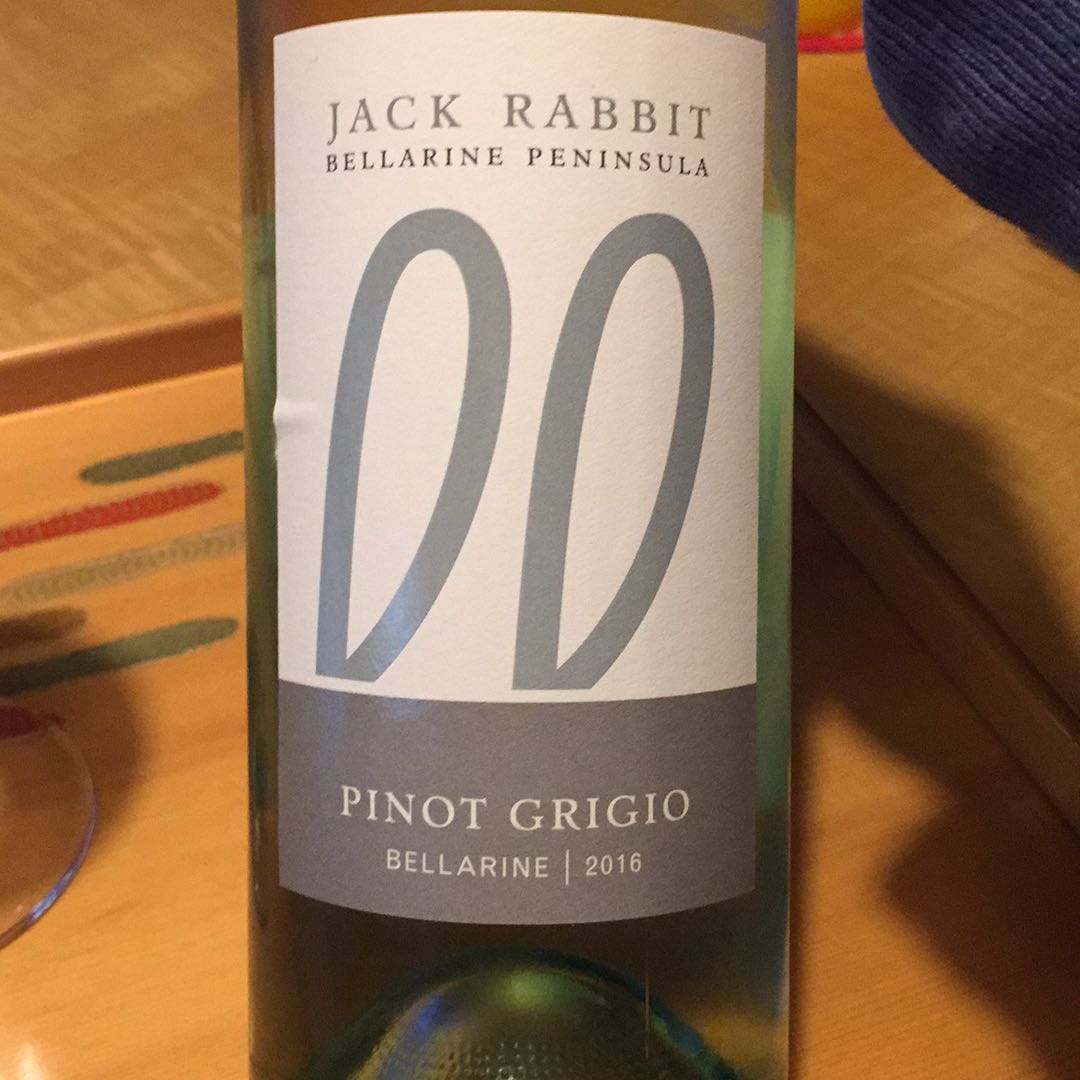 JACK RABBIT
BELLARINE PENINSULA
PINOT GRIGIO
BELLARINE | 2016